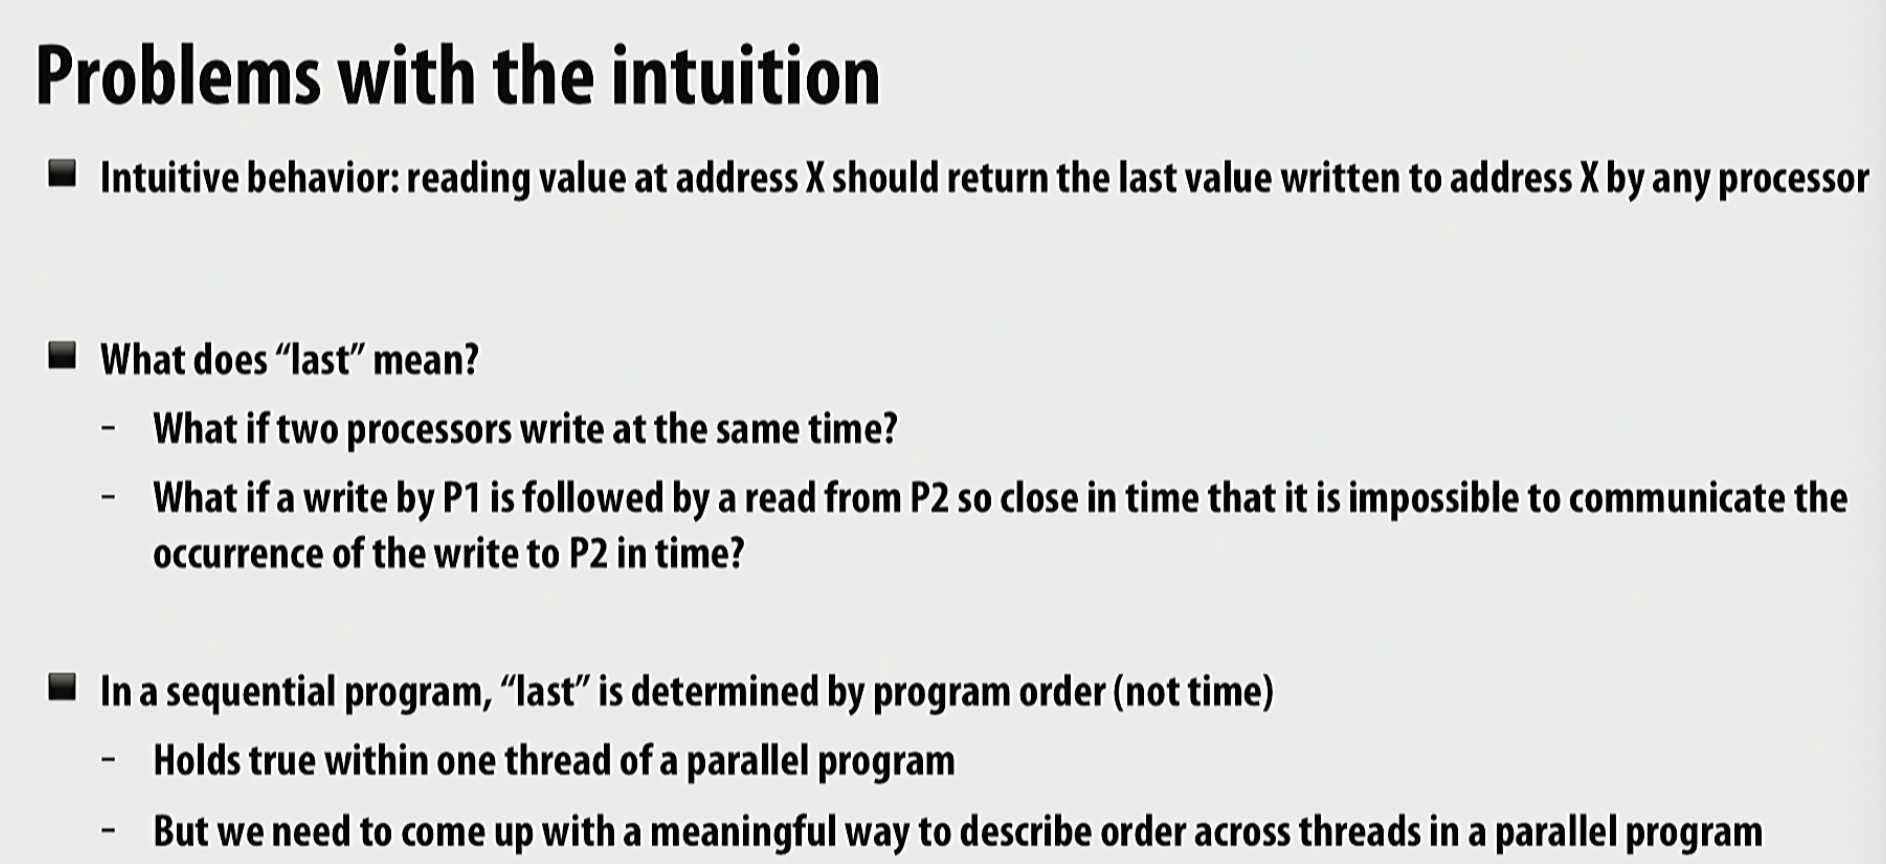 Problems with the intuition
Intuitive behavior: reading value at address X should return the last value written to address X by any processor
What does “last” mean?
- What if two processors write at the same time?
- What if a write by P1 is followed by a read from P2 so close in time that it is impossible to communicate the
occurrence of the write to P2 in time?
In a sequential program, “last” is determined by program order (not time)
- Holds true within one thread of a parallel program
- But we need to come up with a meaningful way to describe order across threads in a parallel program